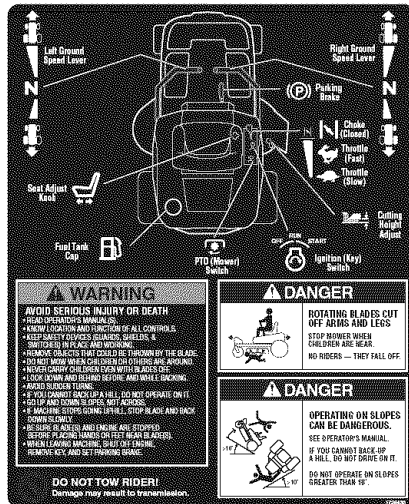 Left Ground
Speed Lever
Right Ground
Speed Lever
N
N
(P) Parking
Brake
Choke
(Closed)
N
Throttle
(Fast)
Throttle
(Slow)
Seat Adjust
Knob
Cutting
Height
Adjust
Fuel Tank
Cap
PTO (Mower)
Switch
OFF RUN START
Ignition (Key)
Switch
WARNING
AVOID SERIOUS INJURY OR DEATH
• READ OPERATOR'S MANUAL(S).
• KNOW LOCATION AND FUNCTION OF ALL CONTROLS.
• KEEP SAFETY DEVICES (GUARDS, SHIELDS, &
SWITCHES) IN PLACE AND WORKING.
• REMOVE OBJECTS THAT COULD BE THROWN BY THE BLADE.
• DO NOT MOW WHEN CHILDREN OR OTHERS ARE AROUND.
• NEVER CARRY CHILDREN EVEN WITH BLADES OFF.
• LOOK DOWN AND BEHIND BEFORE AND WHILE BACKING.
• AVOID SUDDEN TURNS.
• IF YOU CANNOT BACK UP A HILL, DO NOT OPERATE ON IT.
• GO UP AND DOWN SLOPES, NOT ACROSS.
• IF MACHINE STOPS GOING UPHILL, STOP BLADE AND BACK
DOWN SLOWLY.
• BE SURE BLADE(S) AND ENGINE ARE STOPPED
BEFORE PLACING HANDS OR FEET NEAR BLADE(S).
• WHEN LEAVING MACHINE, SHUT OFF ENGINE,
REMOVE KEY, AND SET PARKING BRAKE.
DO NOT TOW RIDER!
Damage may result to transmission.
DANGER
ROTATING BLADES CUT
OFF ARMS AND LEGS
STOP MOWER WHEN
CHILDREN ARE NEAR.
NO RIDERS — THEY FALL OFF.
DANGER
OPERATING ON SLOPES
CAN BE DANGEROUS.
SEE OPERATOR'S MANUAL.
IF YOU CANNOT BACK-UP
A HILL, DO NOT DRIVE ON IT.
DO NOT OPERATE ON SLOPES
GREATER THAN 10°.
>10°